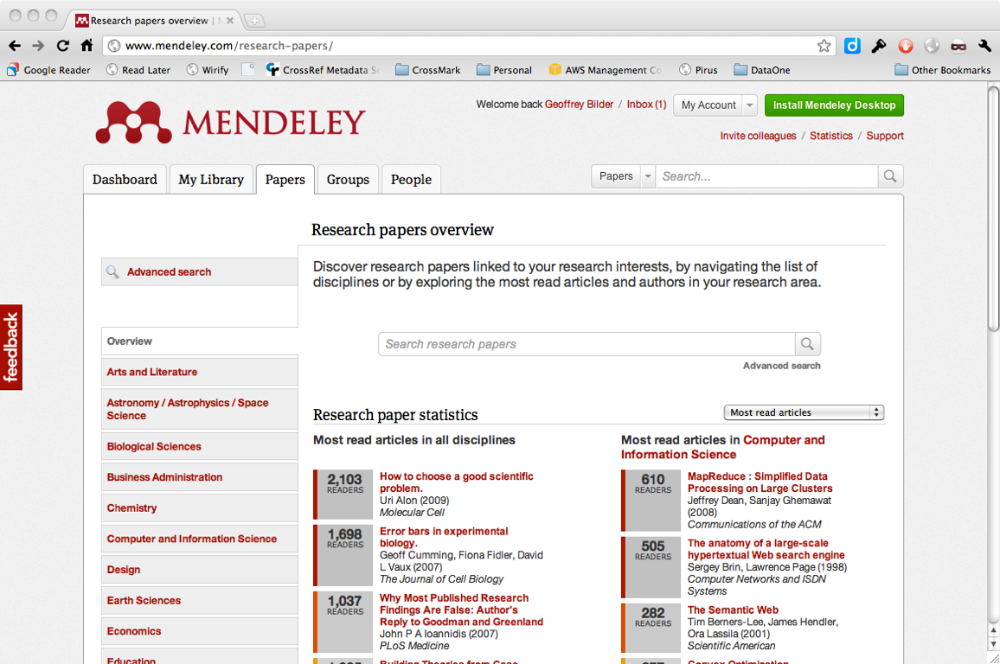 Research papers overview |
www.mendeley.com/research-papers/
Google Reader Read Later Wirify CrossRef Metadata CrossMark Personal AWS Management Pirus DataOne Other Bookmarks
MENDELEY
Welcome back Geoffrey Bilder / Inbox (1) My Account Install Mendeley Desktop
Invite colleagues / Statistics / Support
Dashboard My Library Papers Groups People Papers Search...
Research papers overview
Advanced search
Discover research papers linked to your research interests, by navigating the list of
disciplines or by exploring the most read articles and authors in your research area.
feedback
Search research papers
Advanced search
Overview
Arts and Literature
Astronomy / Astrophysics / Space
Science
Biological Sciences
Business Administration
Chemistry
Computer and Information Science
Design
Earth Sciences
Economics
Education
Research paper statistics Most read articles
Most read articles in all disciplines
2,103
READERS
How to choose a good scientific
problem.
Uri Alon (2009)
Molecular Cell
1,698
READERS
Error bars in experimental
biology.
Geoff Cumming, Fiona Fidler, David
L Vaux (2007)
The Journal of Cell Biology
1,037
READERS
Why Most Published Research
Findings Are False: Author's
Reply to Goodman and Greenland
John P A Ioannidis (2007)
PLoS Medicine
Building Theories from Case
Most read articles in Computer and
Information Science
610
READERS
MapReduce : Simplified Data
Processing on Large Clusters
Jeffrey Dean, Sanjay Ghemawat
(2008)
Communications of the ACM
505
READERS
The anatomy of a large-scale
hypertextual Web search engine
Sergey Brin, Lawrence Page (1998)
Computer Networks and ISDN
Systems
282
READERS
The Semantic Web
Tim Berners-Lee, James Hendler,
Ora Lassila (2001)
Scientific American
Convex Optimization